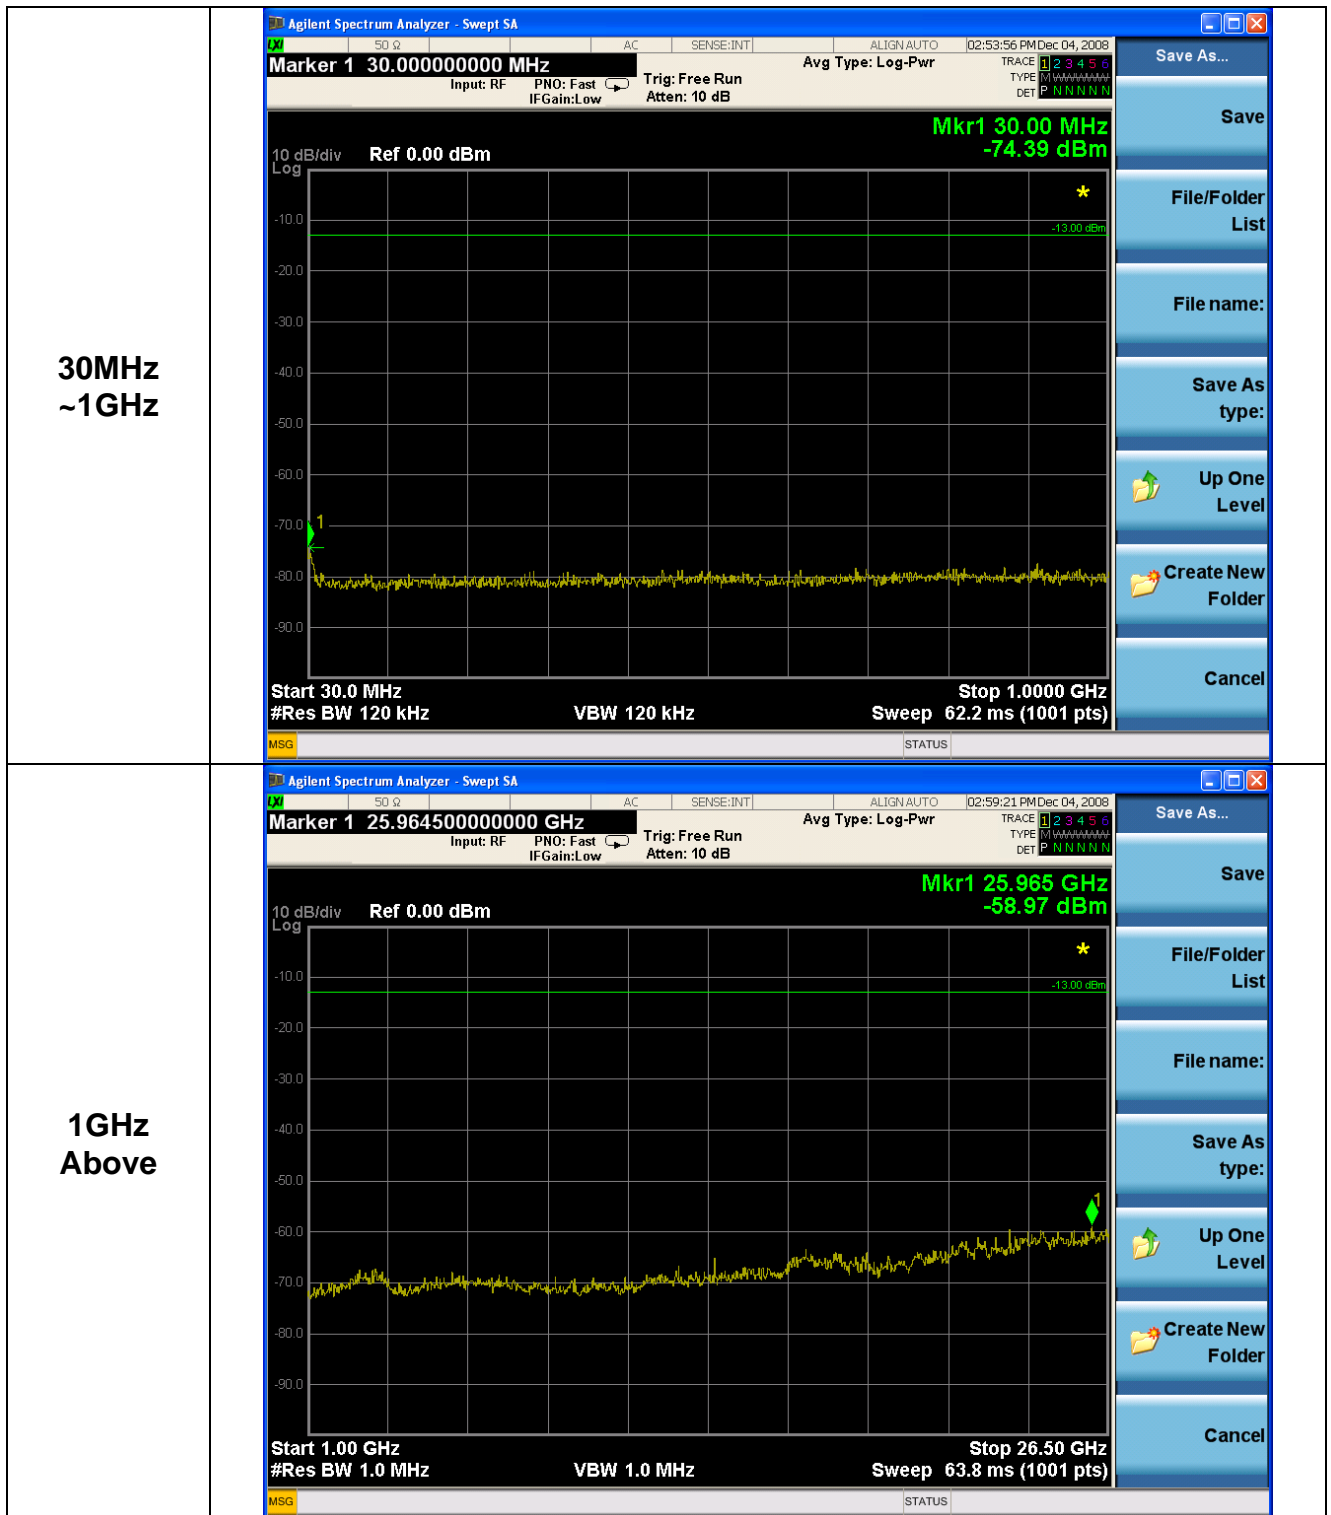 30MHz
~1GHz
Agilent Spectrum Analyzer - Swept SA
LXI 50 Ω AC SENSE:INT ALIGN AUTO 02:53:56 PM Dec 04, 2008
Marker 1 30.000000000 MHz
Input: RF PNO: Fast
IFGain:Low
Trig: Free Run
Atten: 10 dB
Avg Type: Log-Pwr
TRACE 1 2 3 4 5 6
TYPE M W W W W W
DET P N N N N N
Mkr1 30.00 MHz
-74.39 dBm
10 dB/div Ref 0.00 dBm
Log
-10.0
-13.00 dBm
-20.0
-30.0
-40.0
-50.0
-60.0
-70.0
1
-80.0
-90.0
Start 30.0 MHz Stop 1.0000 GHz
#Res BW 120 kHz VBW 120 kHz Sweep 62.2 ms (1001 pts)
MSG STATUS
Save As...
Save
File/Folder
List
File name:
Save As
type:
Up One
Level
Create New
Folder
Cancel
1GHz
Above
Agilent Spectrum Analyzer - Swept SA
LXI 50 Ω AC SENSE:INT ALIGN AUTO 02:59:21 PM Dec 04, 2008
Marker 1 25.964500000000 GHz
Input: RF PNO: Fast
IFGain:Low
Trig: Free Run
Atten: 10 dB
Avg Type: Log-Pwr
TRACE 1 2 3 4 5 6
TYPE M W W W W W
DET P N N N N N
Mkr1 25.965 GHz
-58.97 dBm
10 dB/div Ref 0.00 dBm
Log
-10.0
-13.00 dBm
-20.0
-30.0
-40.0
-50.0
1
-60.0
-70.0
-80.0
-90.0
Start 1.00 GHz Stop 26.50 GHz
#Res BW 1.0 MHz VBW 1.0 MHz Sweep 63.8 ms (1001 pts)
MSG STATUS
Save As...
Save
File/Folder
List
File name:
Save As
type:
Up One
Level
Create New
Folder
Cancel